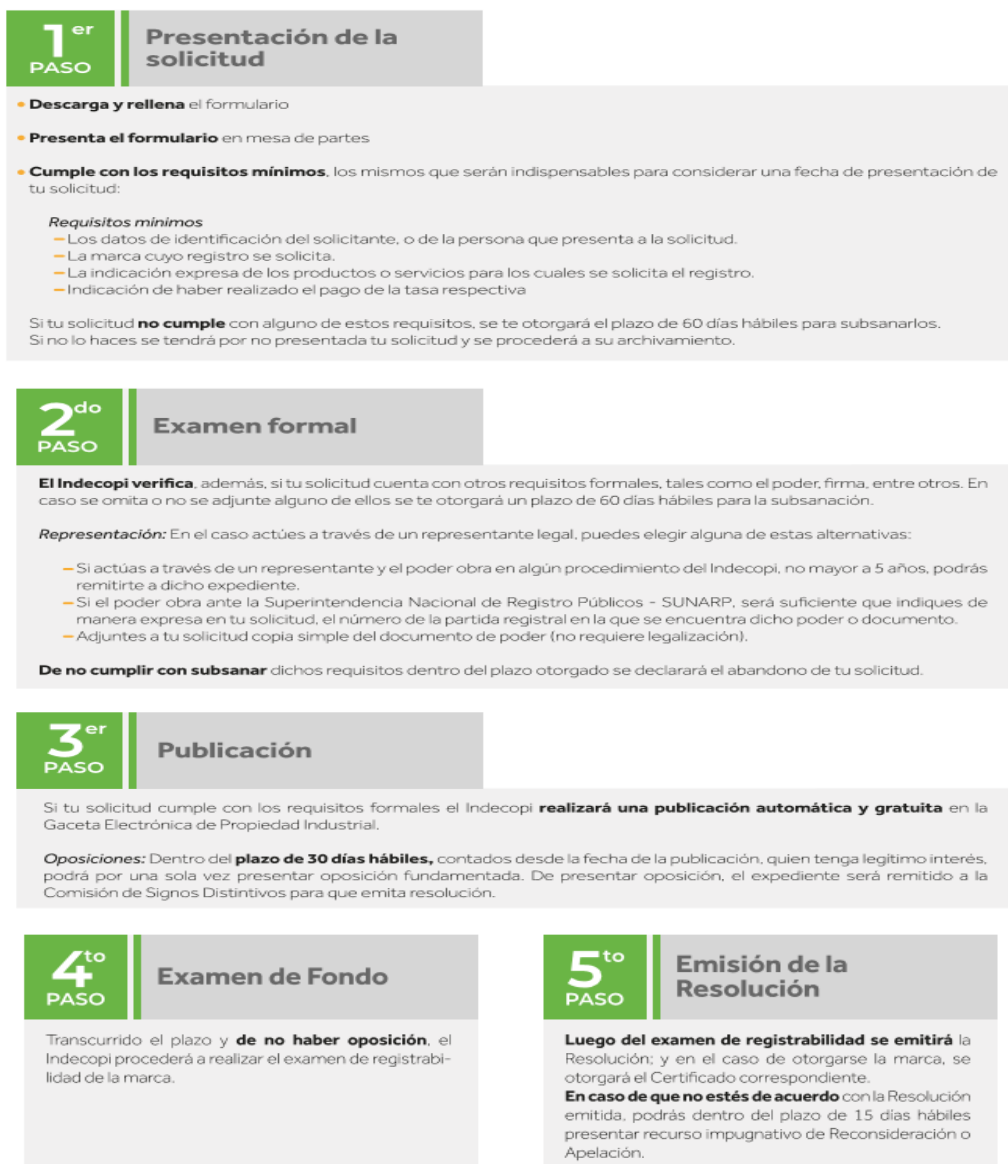 1er PASO
Presentación de la
solicitud
• Descarga y rellena el formulario
• Presenta el formulario en mesa de partes
• Cumple con los requisitos mínimos, los mismos que serán indispensables para considerar una fecha de presentación de
tu solicitud:
Requisitos mínimos
– Los datos de identificación del solicitante, o de la persona que presenta a la solicitud.
– La marca cuyo registro se solicita.
– La indicación expresa de los productos o servicios para los cuales se solicita el registro.
– Indicación de haber realizado el pago de la tasa respectiva
Si tu solicitud no cumple con alguno de estos requisitos, se te otorgará el plazo de 60 días hábiles para subsanarlos.
Si no lo haces se tendrá por no presentada tu solicitud y se procederá a su archivamiento.
2do PASO
Examen formal
El Indecopi verifica, además, si tu solicitud cuenta con otros requisitos formales, tales como el poder, firma, entre otros. En
caso se omita o no se adjunte alguno de ellos se te otorgará un plazo de 60 días hábiles para la subsanación.
Representación: En el caso actúes a través de un representante legal, puedes elegir alguna de estas alternativas:
– Si actúas a través de un representante y el poder obra en algún procedimiento del Indecopi, no mayor a 5 años, podrás
remitirte a dicho expediente.
– Si el poder obra ante la Superintendencia Nacional de Registro Públicos - SUNARP, será suficiente que indiques de
manera expresa en tu solicitud, el número de la partida registral en la que se encuentra dicho poder o documento.
– Adjuntes a tu solicitud copia simple del documento de poder (no requiere legalización).
De no cumplir con subsanar dichos requisitos dentro del plazo otorgado se declarará el abandono de tu solicitud.
3er PASO
Publicación
Si tu solicitud cumple con los requisitos formales el Indecopi realizará una publicación automática y gratuita en la
Gaceta Electrónica de Propiedad Industrial.
Oposiciones: Dentro del plazo de 30 días hábiles, contados desde la fecha de la publicación, quien tenga legítimo interés,
podrá por una sola vez presentar oposición fundamentada. De presentar oposición, el expediente será remitido a la
Comisión de Signos Distintivos para que emita resolución.
4to PASO
Examen de Fondo
Transcurrido el plazo y de no haber oposición, el
Indecopi procederá a realizar el examen de registrabi-
lidad de la marca.
5to PASO
Emisión de la
Resolución
Luego del examen de registrabilidad se emitirá la
Resolución; y en el caso de otorgarse la marca, se
otorgará el Certificado correspondiente.
En caso de que no estés de acuerdo con la Resolución
emitida, podrás dentro del plazo de 15 días hábiles
presentar recurso impugnativo de Reconsideración o
Apelación.